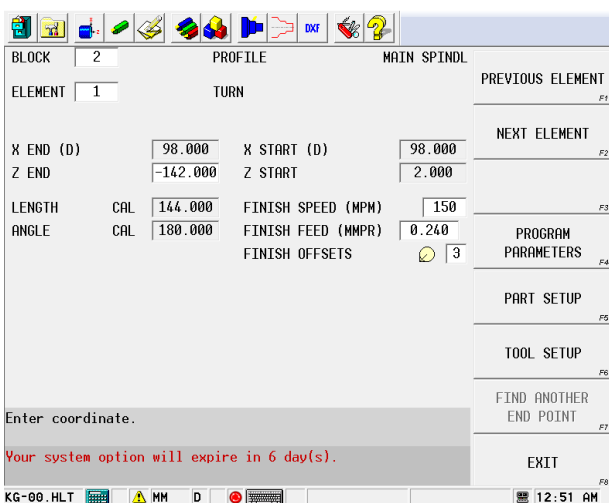 DXF
BLOCK 2 PROFILE MAIN SPINDL
ELEMENT 1 TURN
X END (D) 98.000 X START (D) 98.000
Z END -142.000 Z START 2.000
LENGTH CAL 144.000 FINISH SPEED (MPM) 150
ANGLE CAL 180.000 FINISH FEED (MMPR) 0.240
FINISH OFFSETS 3
PREVIOUS ELEMENT
F1
NEXT ELEMENT
F2
F3
PROGRAM
PARAMETERS
F4
PART SETUP
F5
TOOL SETUP
F6
FIND ANOTHER
END POINT
F7
EXIT
F8
Enter coordinate.
Your system option will expire in 6 day(s).
KG-00.HLT MM D 12:51 AM